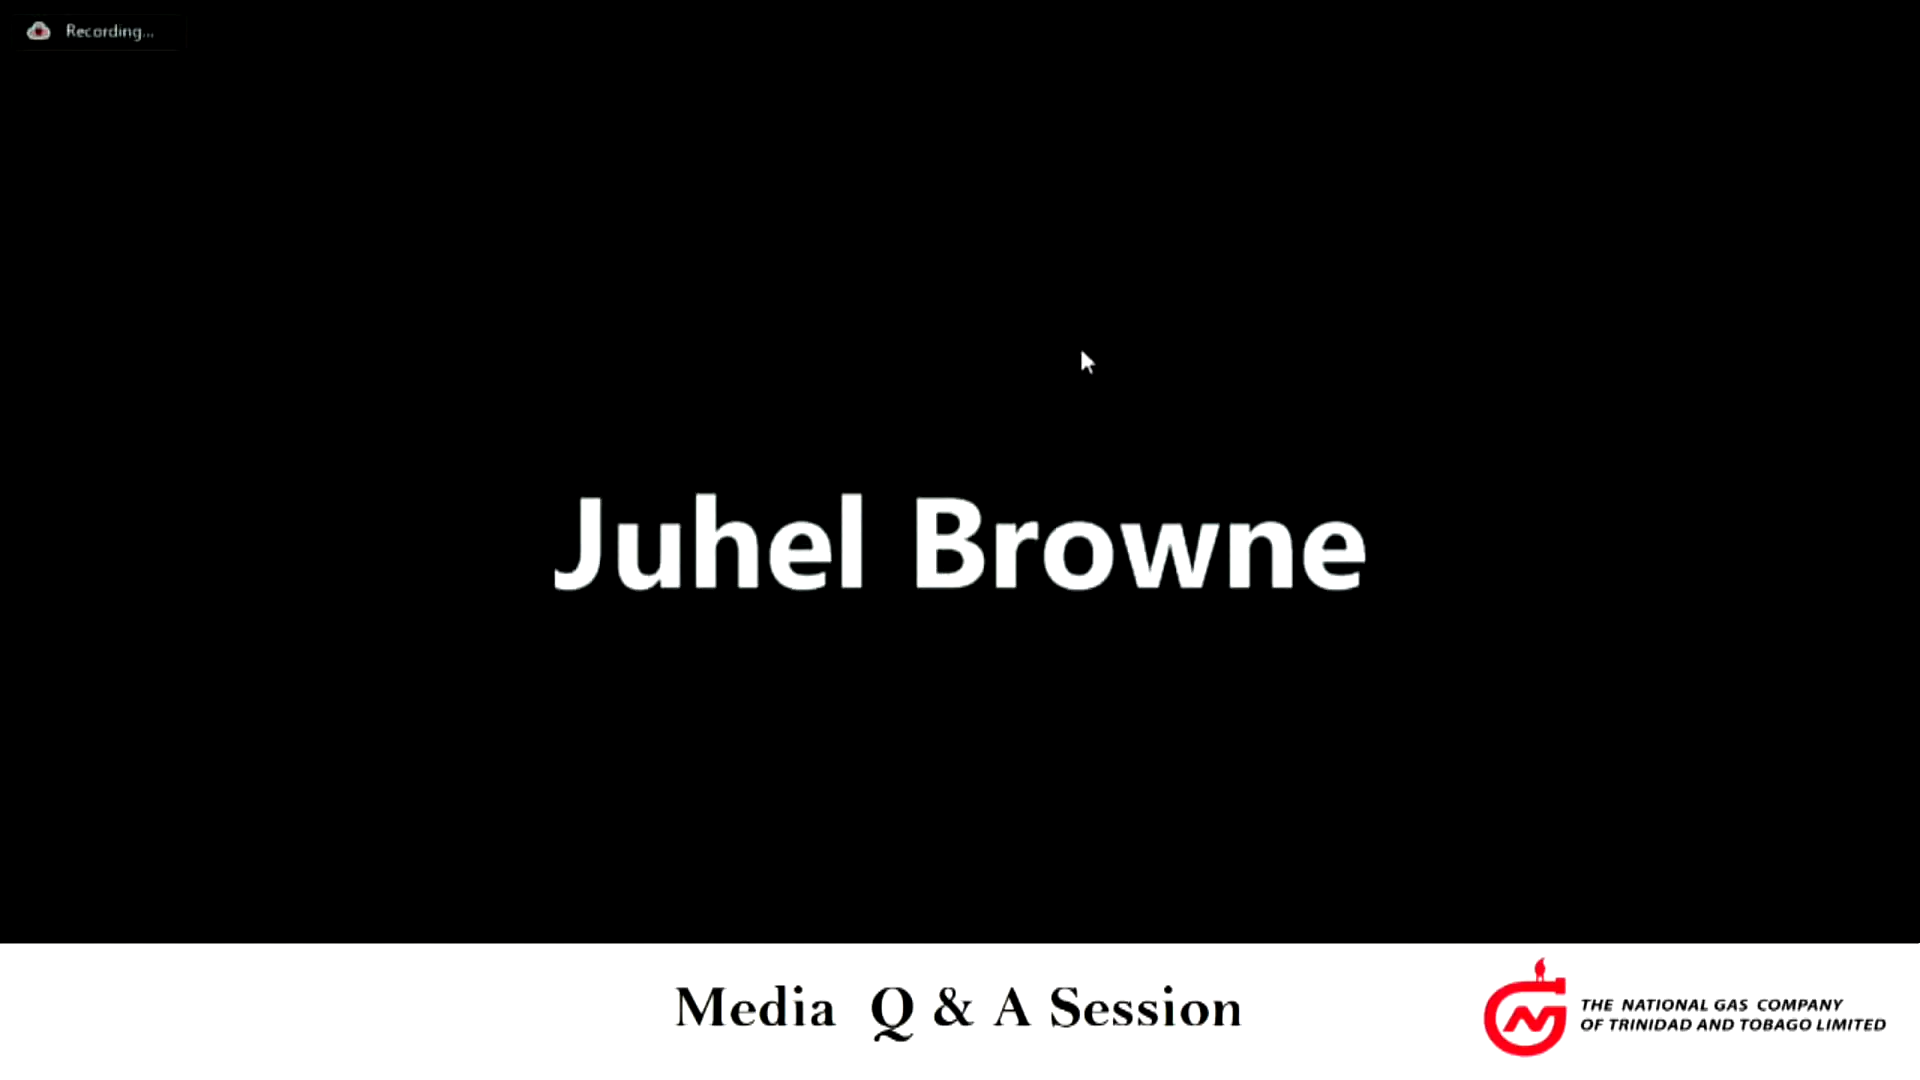 Recording...
Juhel Browne
Media Q & A Session
THE NATIONAL GAS COMPANY
OF TRINIDAD AND TOBAGO LIMITED